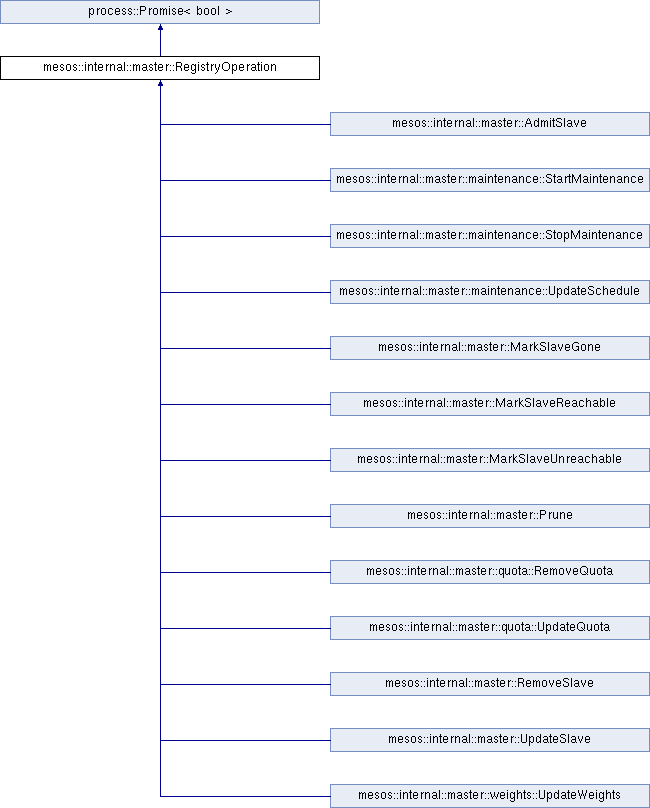 process::Promise< bool >
mesos::internal::master::RegistryOperation
mesos::internal::master::AdmitSlave
mesos::internal::master::maintenance::StartMaintenance
mesos::internal::master::maintenance::StopMaintenance
mesos::internal::master::maintenance::UpdateSchedule
mesos::internal::master::MarkSlaveGone
mesos::internal::master::MarkSlaveReachable
mesos::internal::master::MarkSlaveUnreachable
mesos::internal::master::Prune
mesos::internal::master::quota::RemoveQuota
mesos::internal::master::quota::UpdateQuota
mesos::internal::master::RemoveSlave
mesos::internal::master::UpdateSlave
mesos::internal::master::weights::UpdateWeights